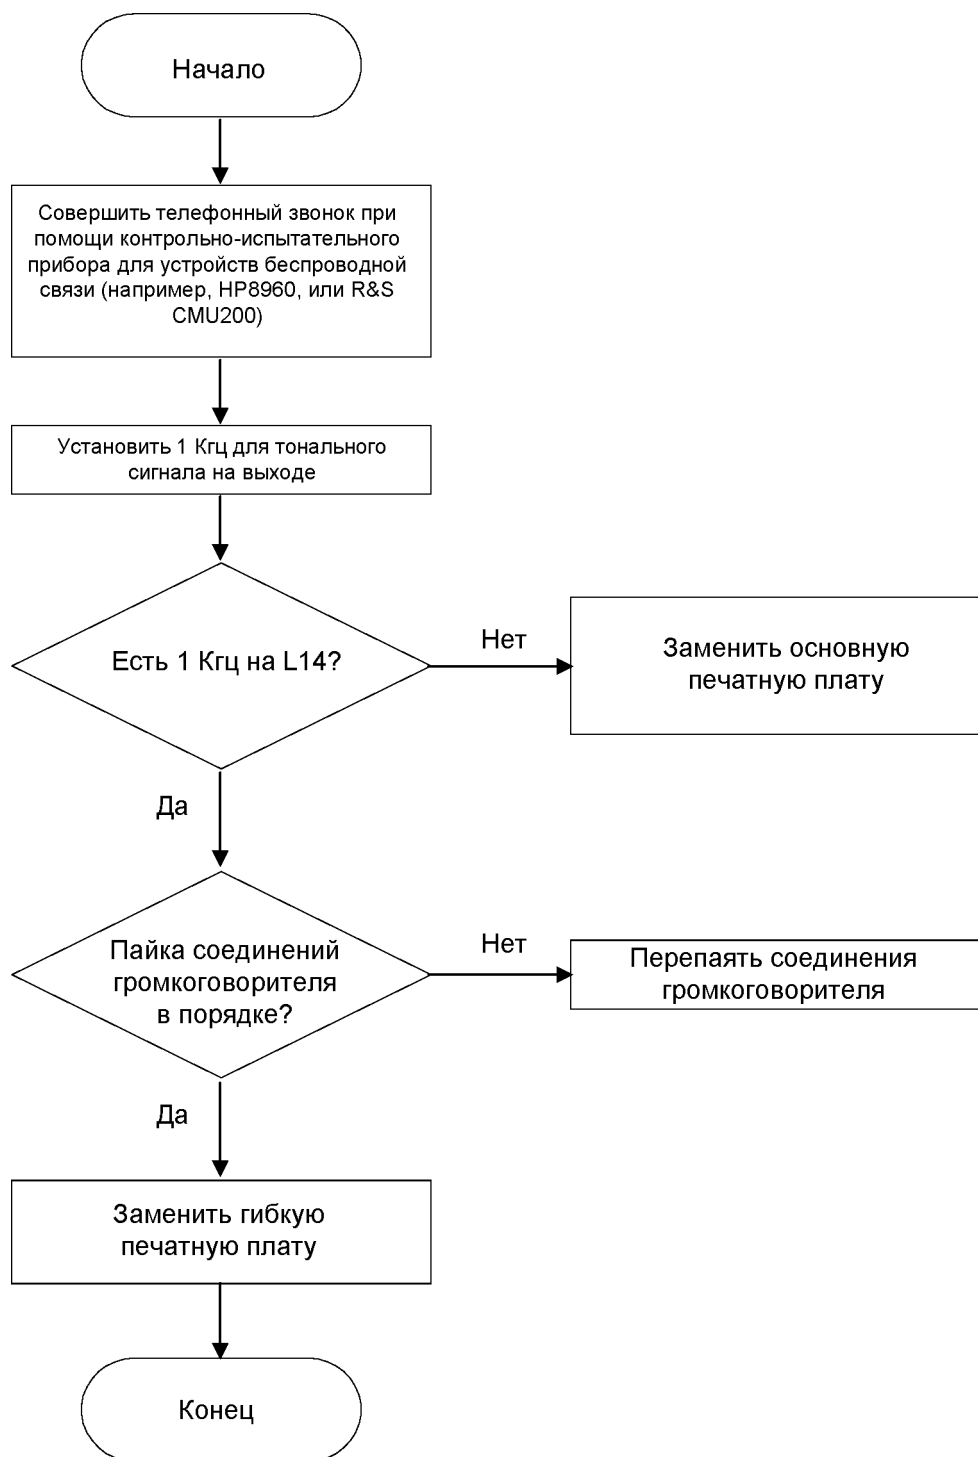 Начало
Совершить телефонный звонок при
помощи контрольно-испытательного
прибора для устройств беспроводной
связи (например, HP8960, или R&S
CMU200)
Установить 1 Кгц для тонального
сигнала на выходе
Есть 1 Кгц на L14?
Нет
Заменить основную
печатную плату
Да
Пайка соединений
громкоговорителя
в порядке?
Нет
Перепаять соединения
громкоговорителя
Да
Заменить гибкую
печатную плату
Конец